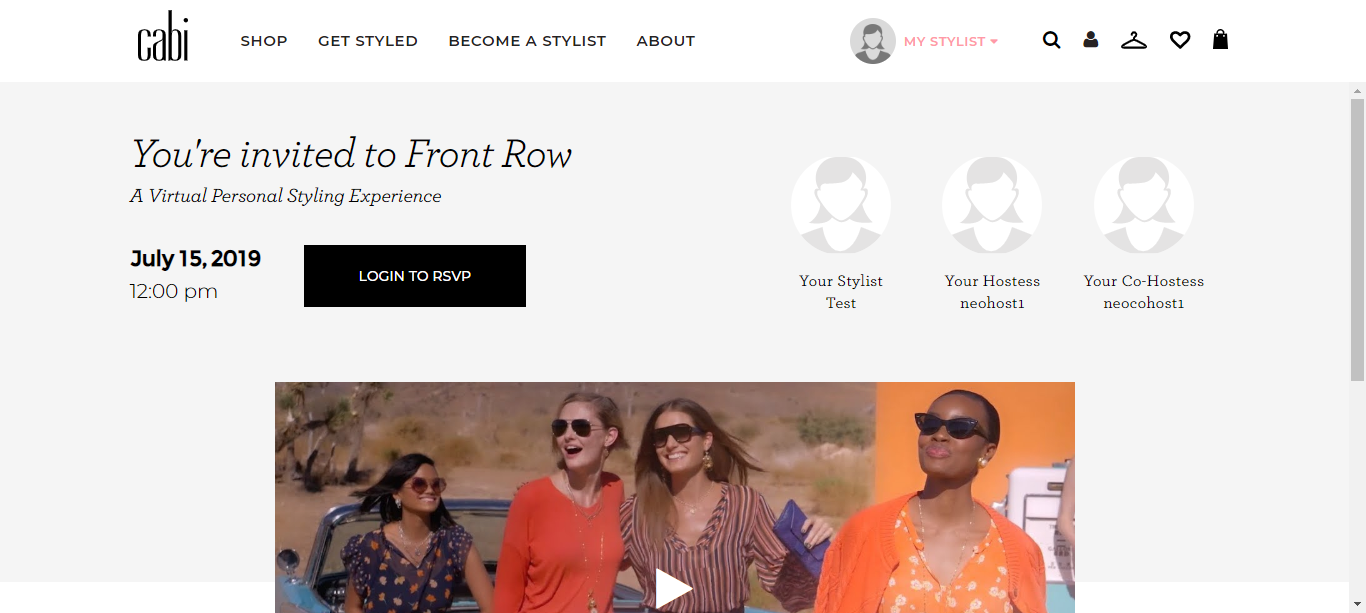 cabi
SHOP GET STYLED BECOME A STYLIST ABOUT
MY STYLIST
You're invited to Front Row
A Virtual Personal Styling Experience
July 15, 2019
12:00 pm
LOGIN TO RSVP
Your Stylist
Test
Your Hostess
neohost1
Your Co-Hostess
neocohost1